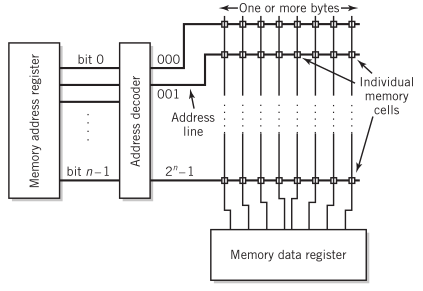 One or more bytes
bit 0
000
001
Memory address register
Address decoder
Address
line
Individual
memory
cells
bit n–1
2ⁿ–1
Memory data register